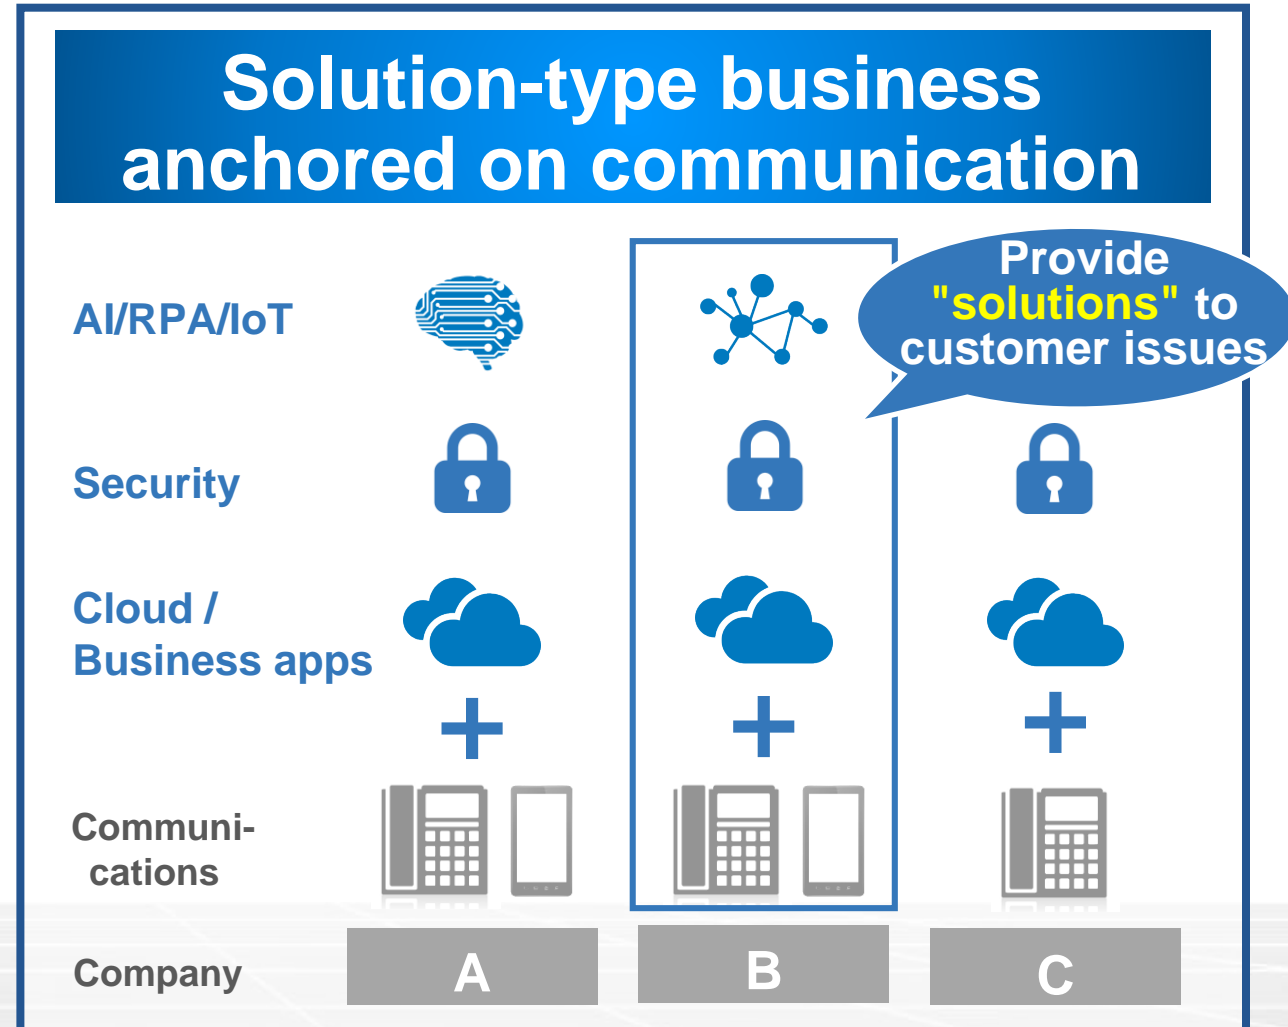 Solution-type business
anchored on communication
AI/RPA/IoT
Provide
"solutions" to
customer issues
Security
Cloud /
Business apps
Communi-
cations
Company
A
B
C